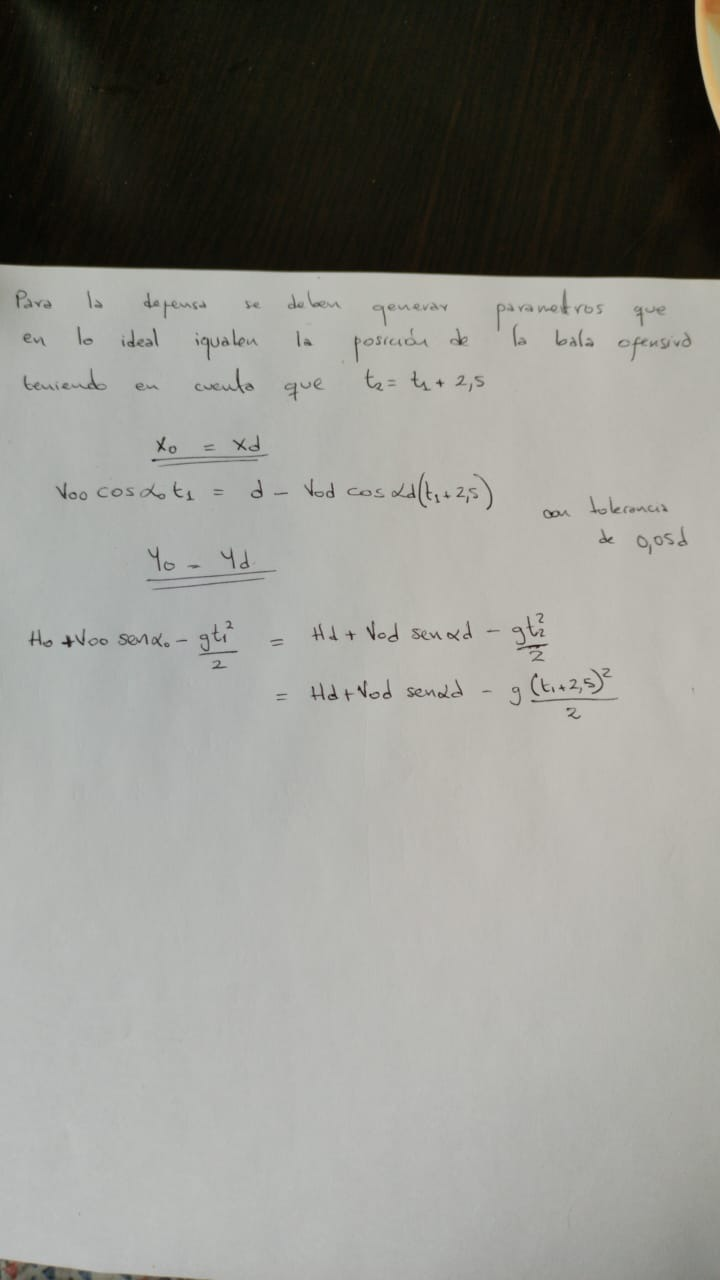 Para la defensa se deben generar parametros que
en lo ideal igualen la posición de la bala ofensiva
teniendo en cuenta que t₂ = t₁ + 2,5
Xo = Xd
Voo cos αo t₁ = d - Vod cos αd(t₁+2,5)
con tolerancia
de 0,05d
Yo = Yd
Ho + Voo sen αo - gt₁²/2 = Hd + Vod sen αd - gt₂²/2
= Hd + Vod sen αd - g(t₁+2,5)²/2